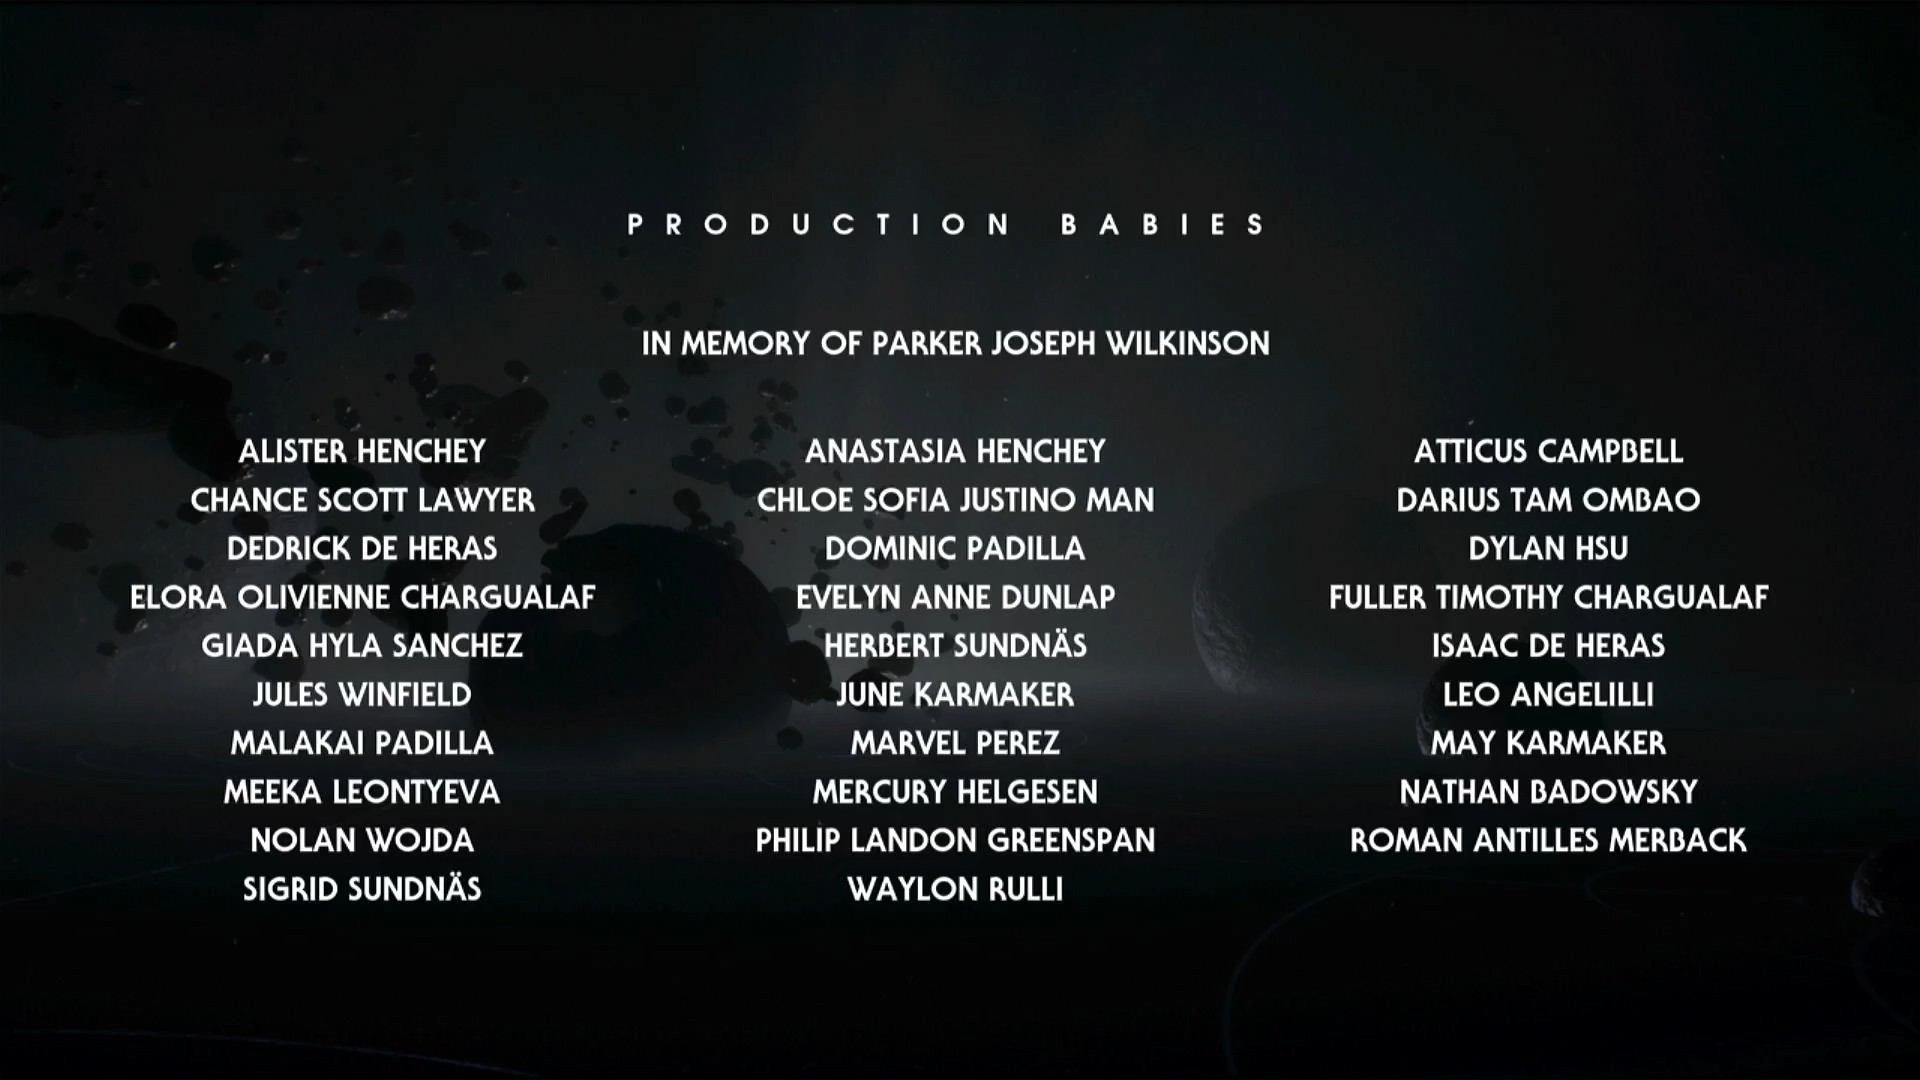 PRODUCTION BABIES
IN MEMORY OF PARKER JOSEPH WILKINSON
ALISTER HENCHEY ANASTASIA HENCHEY ATTICUS CAMPBELL
CHANCE SCOTT LAWYER CHLOE SOFIA JUSTINO MAN DARIUS TAM OMBAO
DEDRICK DE HERAS DOMINIC PADILLA DYLAN HSU
ELORA OLIVIENNE CHARGUALAF EVELYN ANNE DUNLAP FULLER TIMOTHY CHARGUALAF
GIADA HYLA SANCHEZ HERBERT SUNDNÄS ISAAC DE HERAS
JULES WINFIELD JUNE KARMAKER LEO ANGELILLI
MALAKAI PADILLA MARVEL PEREZ MAY KARMAKER
MEEKA LEONTYEVA MERCURY HELGESEN NATHAN BADOWSKY
NOLAN WOJDA PHILIP LANDON GREENSPAN ROMAN ANTILLES MERBACK
SIGRID SUNDNÄS WAYLON RULLI